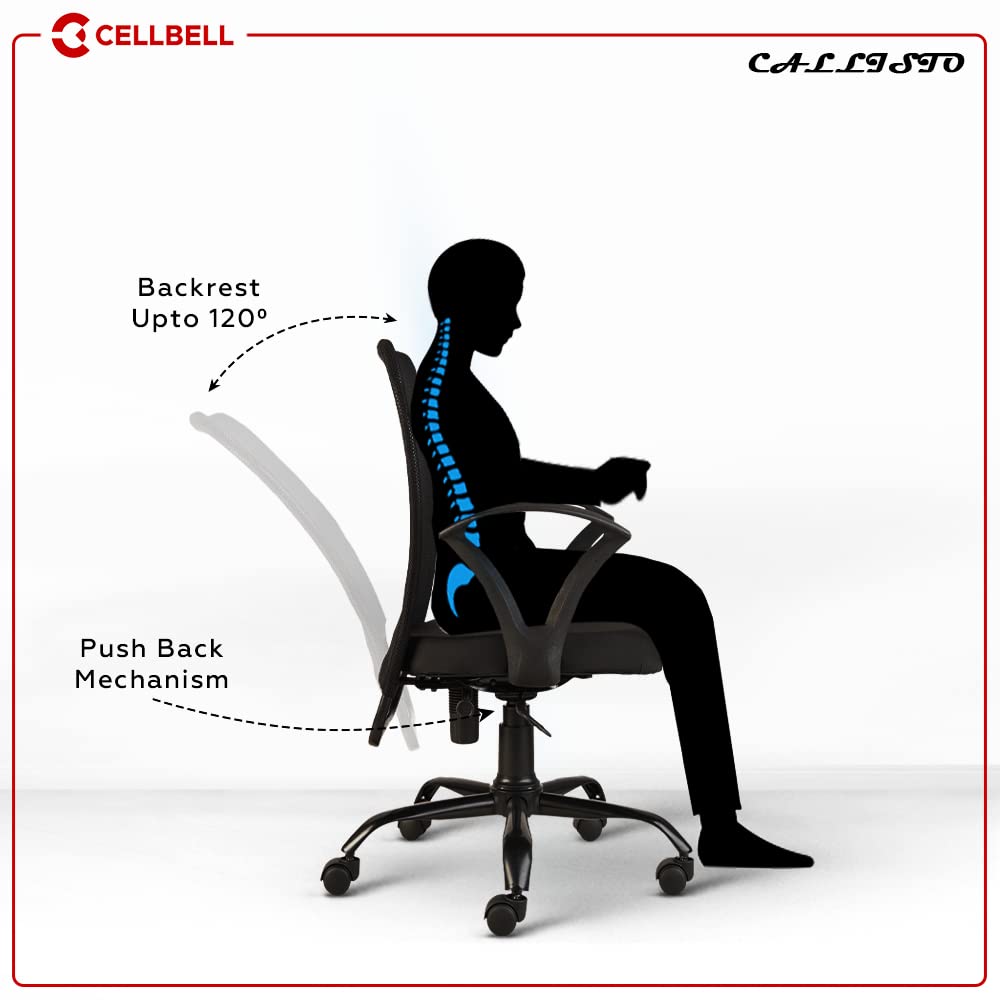 CELLBELL
CALLISTO
Backrest
Upto 120º
Push Back
Mechanism